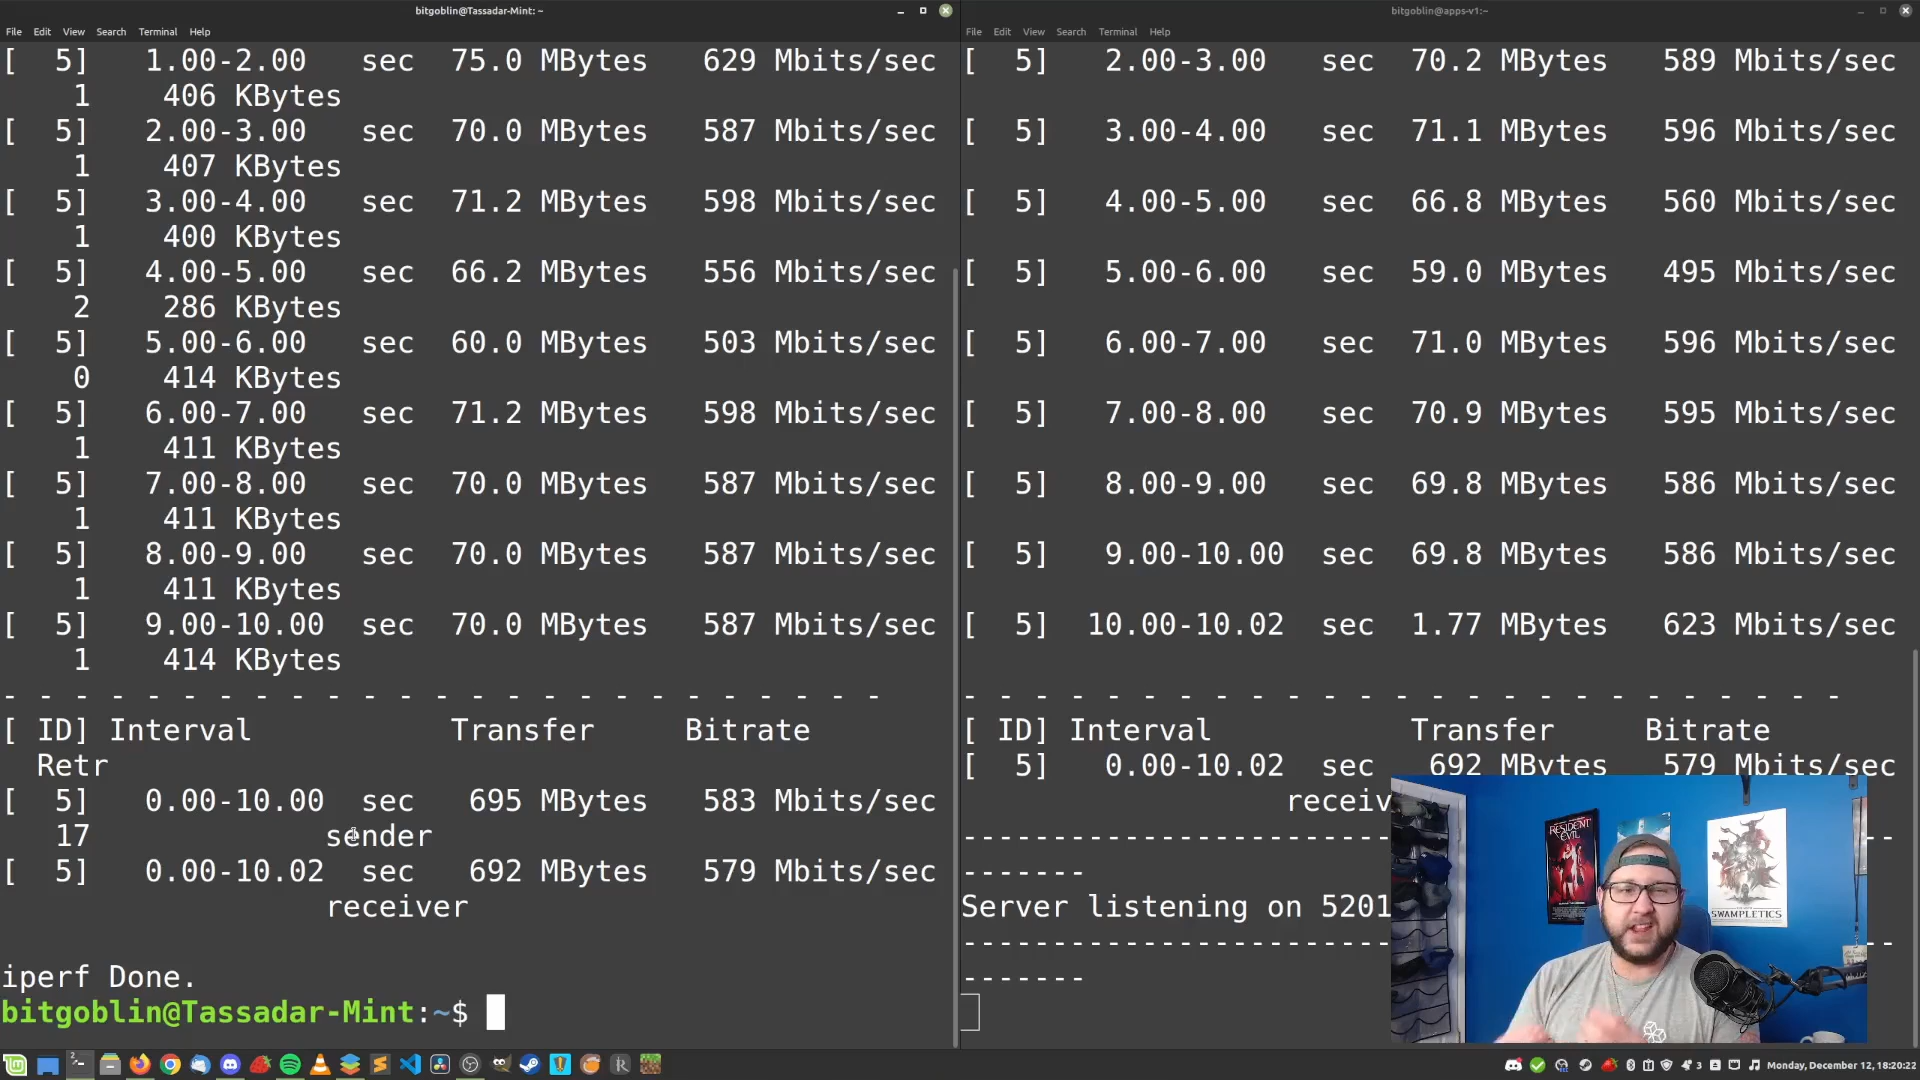 bitgoblin@Tassadar-Mint: ~
File Edit View Search Terminal Help
[ 5] 1.00-2.00 sec 75.0 MBytes 629 Mbits/sec
1 406 KBytes
[ 5] 2.00-3.00 sec 70.0 MBytes 587 Mbits/sec
1 407 KBytes
[ 5] 3.00-4.00 sec 71.2 MBytes 598 Mbits/sec
1 400 KBytes
[ 5] 4.00-5.00 sec 66.2 MBytes 556 Mbits/sec
2 286 KBytes
[ 5] 5.00-6.00 sec 60.0 MBytes 503 Mbits/sec
0 414 KBytes
[ 5] 6.00-7.00 sec 71.2 MBytes 598 Mbits/sec
1 411 KBytes
[ 5] 7.00-8.00 sec 70.0 MBytes 587 Mbits/sec
1 411 KBytes
[ 5] 8.00-9.00 sec 70.0 MBytes 587 Mbits/sec
1 411 KBytes
[ 5] 9.00-10.00 sec 70.0 MBytes 587 Mbits/sec
1 414 KBytes
- - - - - - - - - - - - - - - - - - - - - - - - -
[ ID] Interval Transfer Bitrate
Retr
[ 5] 0.00-10.00 sec 695 MBytes 583 Mbits/sec
17 sender
[ 5] 0.00-10.02 sec 692 MBytes 579 Mbits/sec
receiver
iperf Done.
bitgoblin@Tassadar-Mint:~$
bitgoblin@apps-v1:~
File Edit View Search Terminal Help
[ 5] 2.00-3.00 sec 70.2 MBytes 589 Mbits/sec
[ 5] 3.00-4.00 sec 71.1 MBytes 596 Mbits/sec
[ 5] 4.00-5.00 sec 66.8 MBytes 560 Mbits/sec
[ 5] 5.00-6.00 sec 59.0 MBytes 495 Mbits/sec
[ 5] 6.00-7.00 sec 71.0 MBytes 596 Mbits/sec
[ 5] 7.00-8.00 sec 70.9 MBytes 595 Mbits/sec
[ 5] 8.00-9.00 sec 69.8 MBytes 586 Mbits/sec
[ 5] 9.00-10.00 sec 69.8 MBytes 586 Mbits/sec
[ 5] 10.00-10.02 sec 1.77 MBytes 623 Mbits/sec
- - - - - - - - - - - - - - - - - - - - - - - - -
[ ID] Interval Transfer Bitrate
[ 5] 0.00-10.02 sec 692 MBytes 579 Mbits/sec
receiv
-------
Server listening on 5201
-------
RESIDENT EVIL
SWAMPLETICS
3
Monday, December 12, 18:20:22